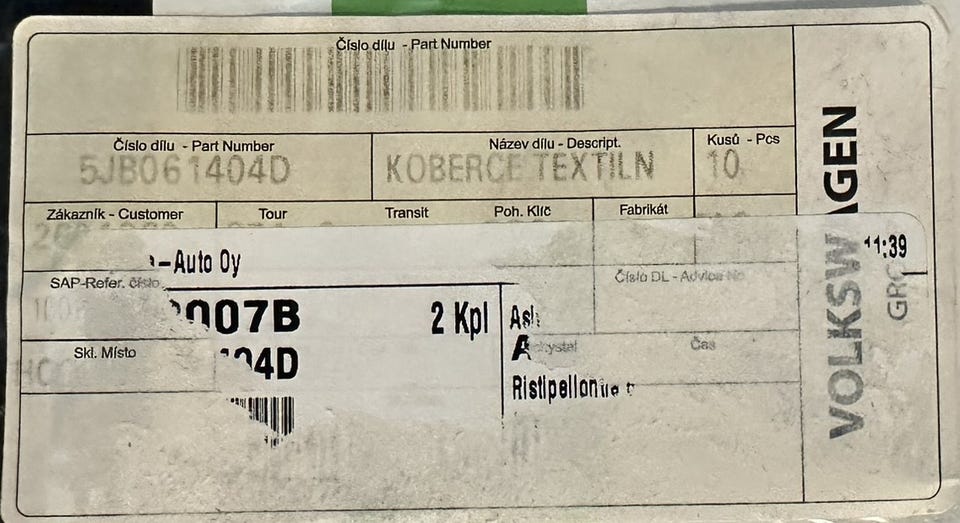 Číslo dílu - Part Number
Číslo dílu - Part Number
5JB061404D
Název dílu - Descript.
KOBERCE TEXTILN
Kusů - Pcs
10
Zákazník - Customer
Tour
Transit
Poh. Klíč
Fabrikát
-Auto Oy
11:39
SAP-Refer. číslo
Číslo DL - Advice No
007B
2 Kpl
Skl. Místo
04D
Čas
Ristipellon
VOLKSWAGEN
GRO